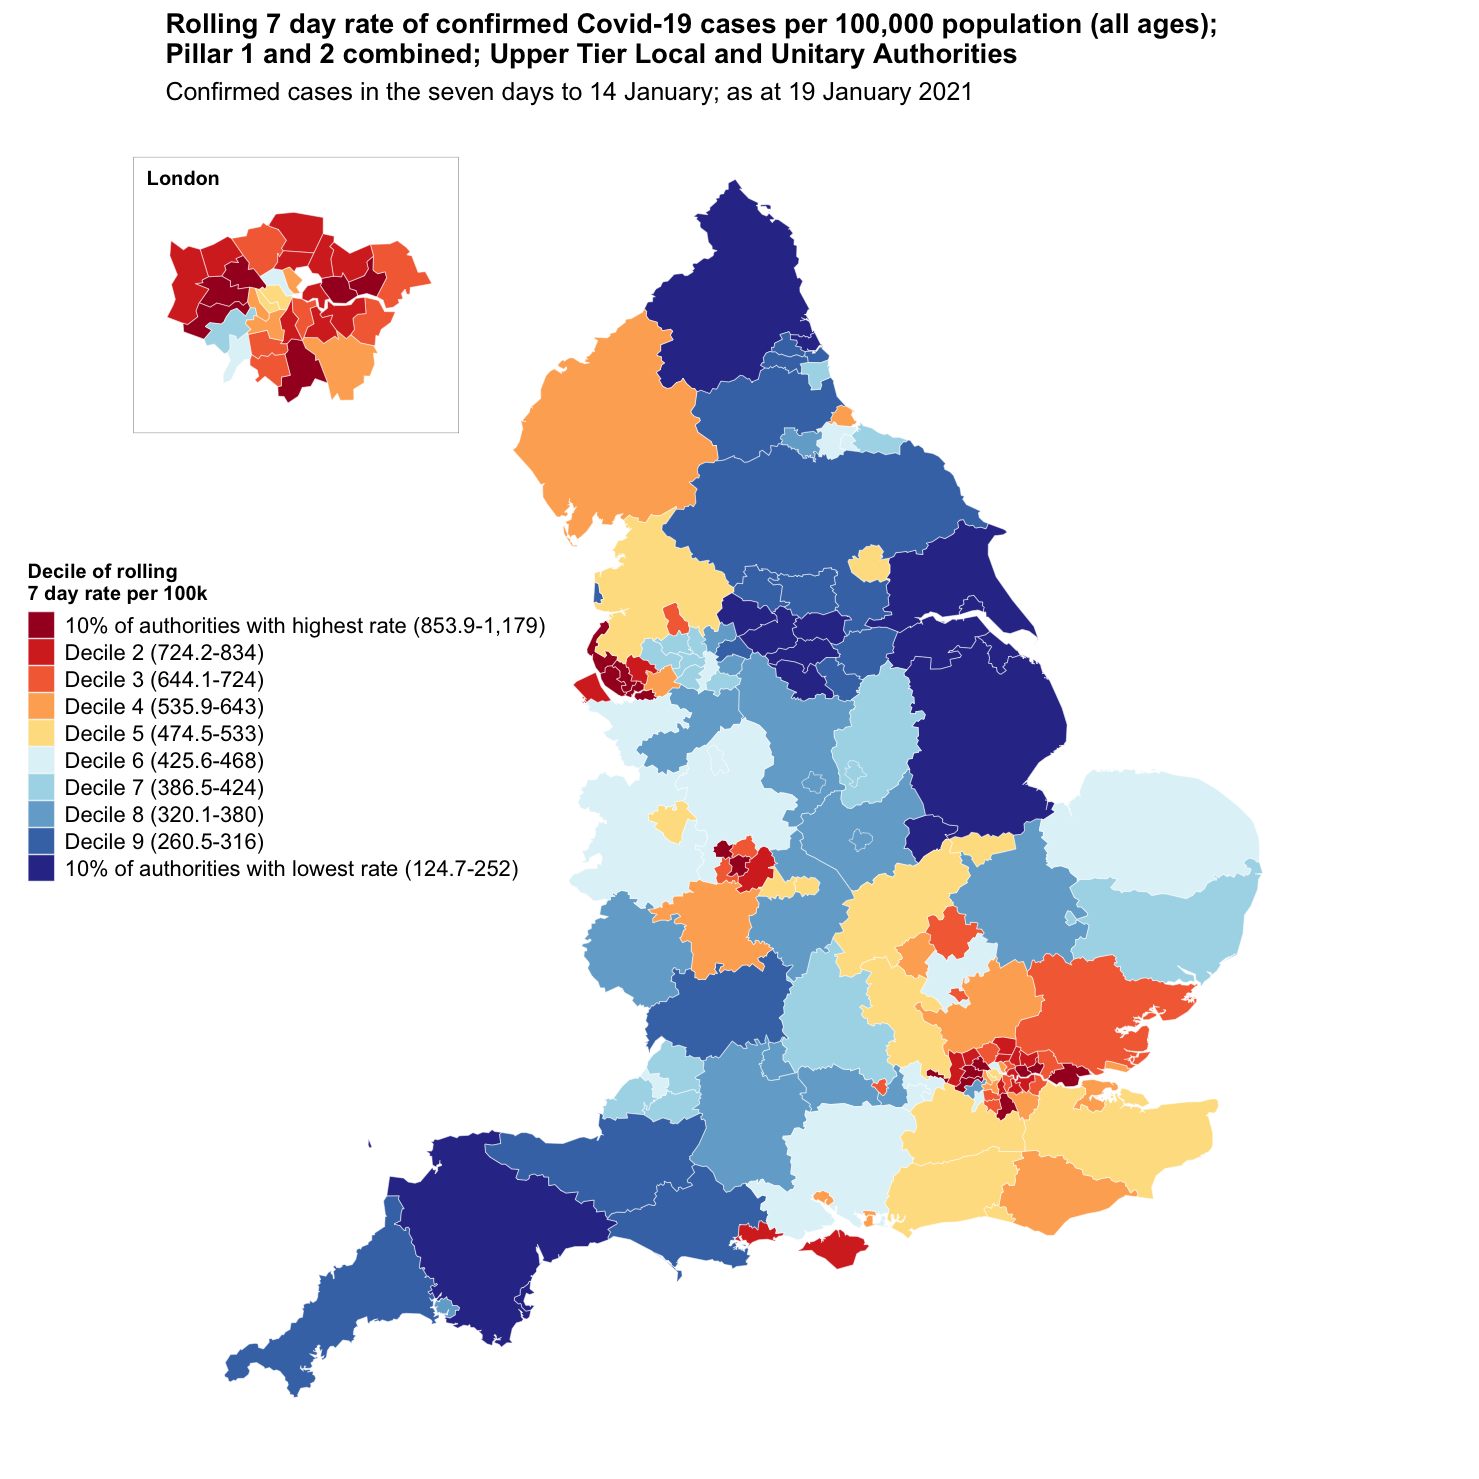 Rolling 7 day rate of confirmed Covid-19 cases per 100,000 population (all ages);
Pillar 1 and 2 combined; Upper Tier Local and Unitary Authorities
Confirmed cases in the seven days to 14 January; as at 19 January 2021
London
Decile of rolling
7 day rate per 100k
10% of authorities with highest rate (853.9-1,179)
Decile 2 (724.2-834)
Decile 3 (644.1-724)
Decile 4 (535.9-643)
Decile 5 (474.5-533)
Decile 6 (425.6-468)
Decile 7 (386.5-424)
Decile 8 (320.1-380)
Decile 9 (260.5-316)
10% of authorities with lowest rate (124.7-252)